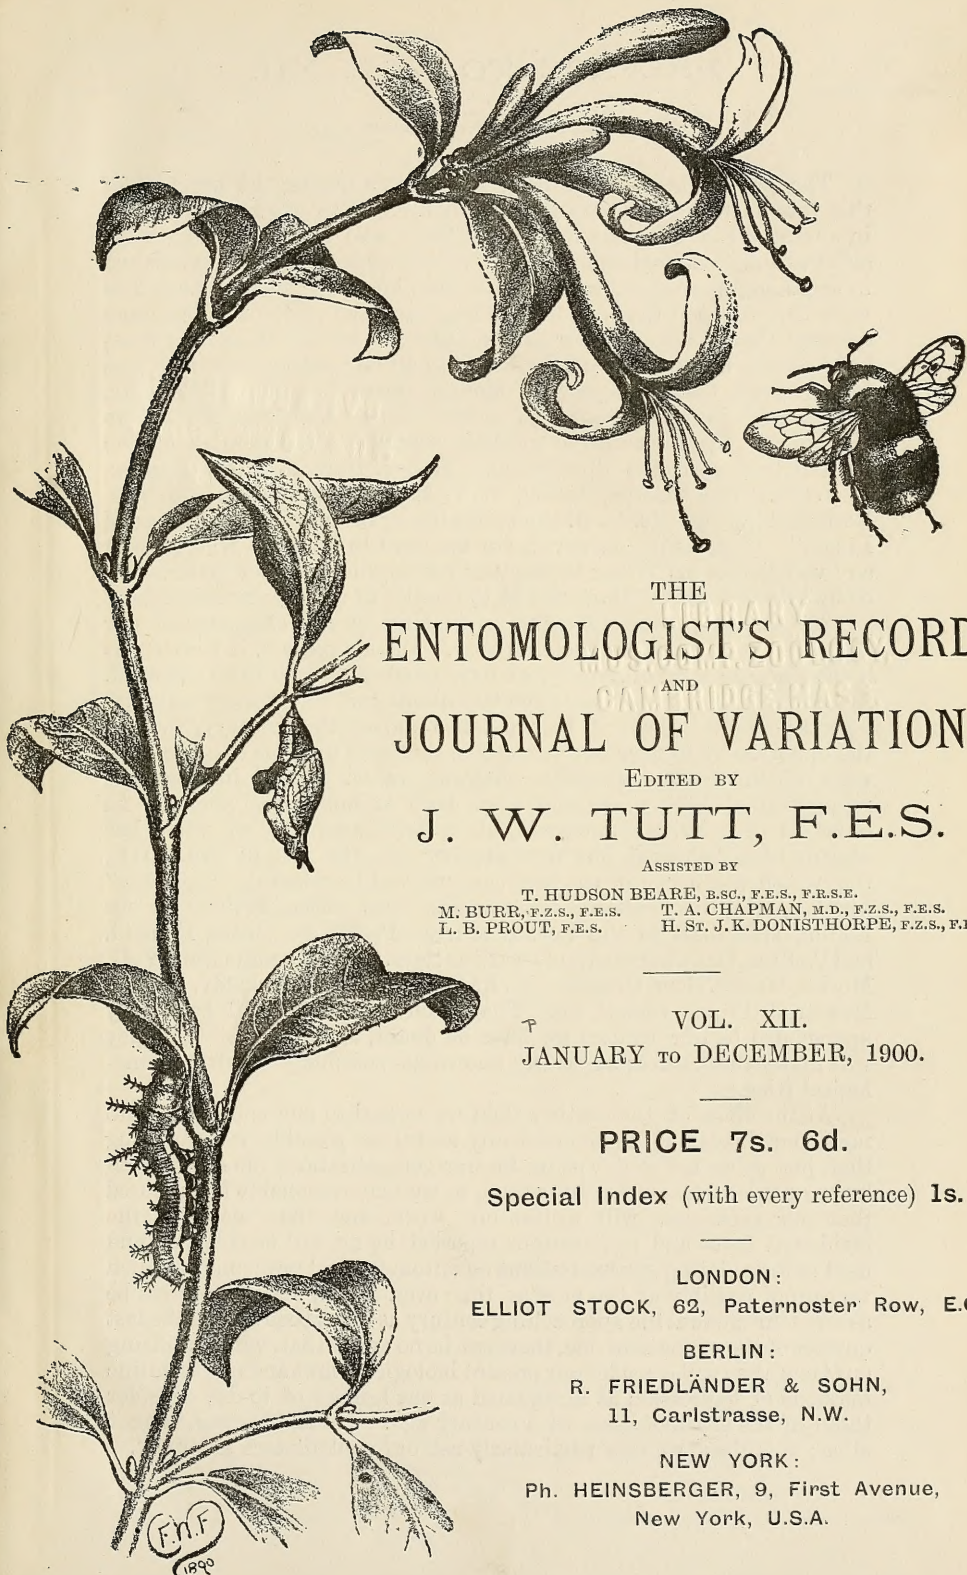 THE
ENTOMOLOGIST'S RECORD
AND
JOURNAL OF VARIATION
EDITED BY
J. W. TUTT, F.E.S.
ASSISTED BY
T. HUDSON BEARE, B.SC., F.E.S., F.R.S.E.
M. BURR, F.Z.S., F.E.S. T. A. CHAPMAN, M.D., F.Z.S., F.E.S.
L. B. PROUT, F.E.S. H. ST. J. K. DONISTHORPE, F.Z.S.,
VOL. XII.
JANUARY TO DECEMBER, 1900.
PRICE 7s. 6d.
Special Index (with every reference) 1s.
LONDON:
ELLIOT STOCK, 62, Paternoster Row,
BERLIN:
R. FRIEDLÄNDER & SOHN,
11, Carlstrasse, N.W.
NEW YORK:
Ph. HEINSBERGER, 9, First Avenue,
New York, U.S.A.
F.N.F
1890